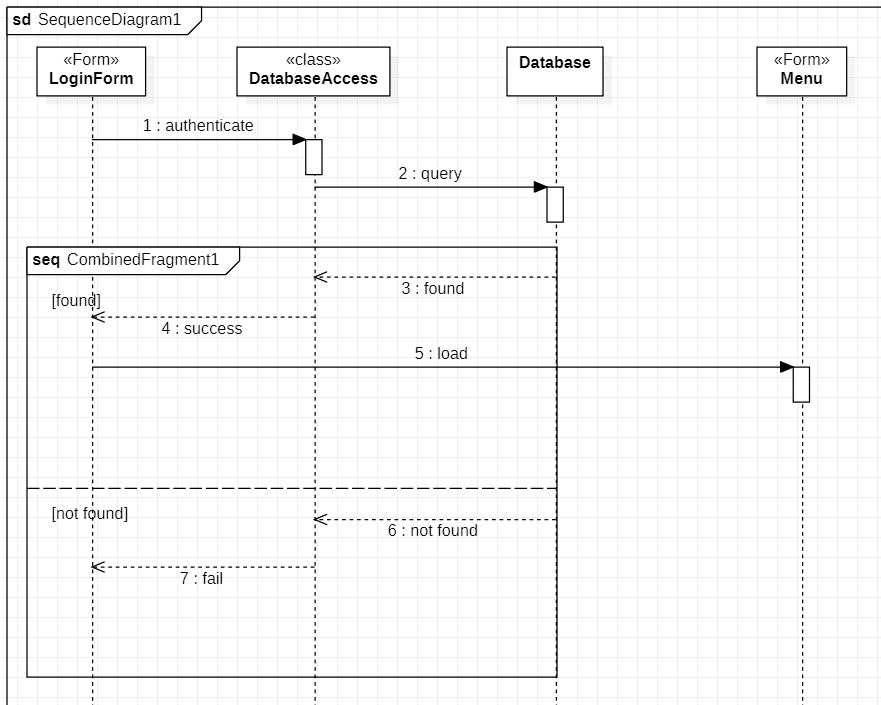 sd SequenceDiagram1
«Form»
LoginForm
«class»
DatabaseAccess
Database
«Form»
Menu
1 : authenticate
2 : query
seq CombinedFragment1
3 : found
[found]
4 : success
5 : load
[not found]
6 : not found
7 : fail